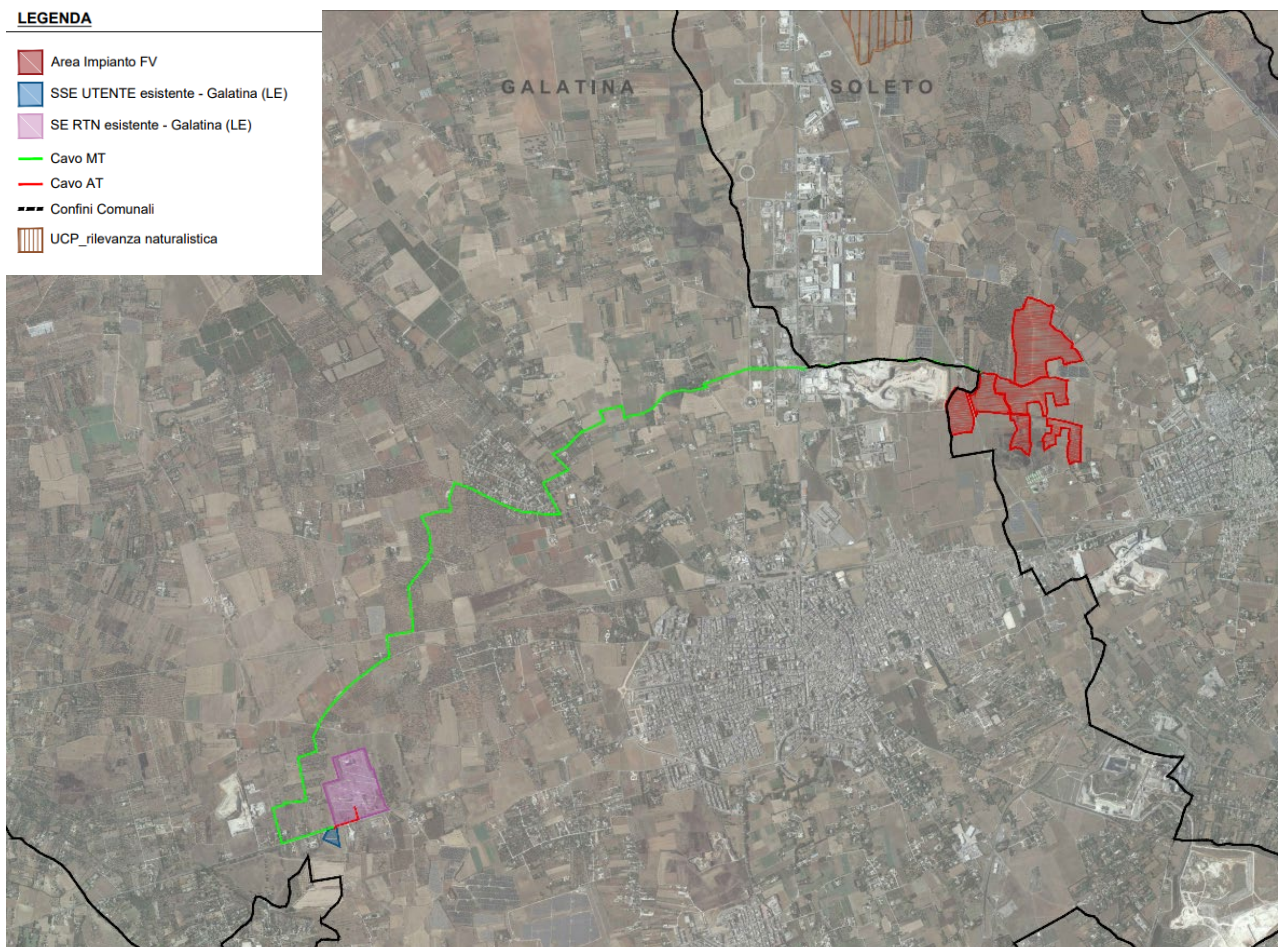 LEGENDA
Area Impianto FV
SSE UTENTE esistente - Galatina (LE)
SE RTN esistente - Galatina (LE)
Cavo MT
Cavo AT
Confini Comunali
UCP_rilevanza naturalistica
GALATINA
SOLETO